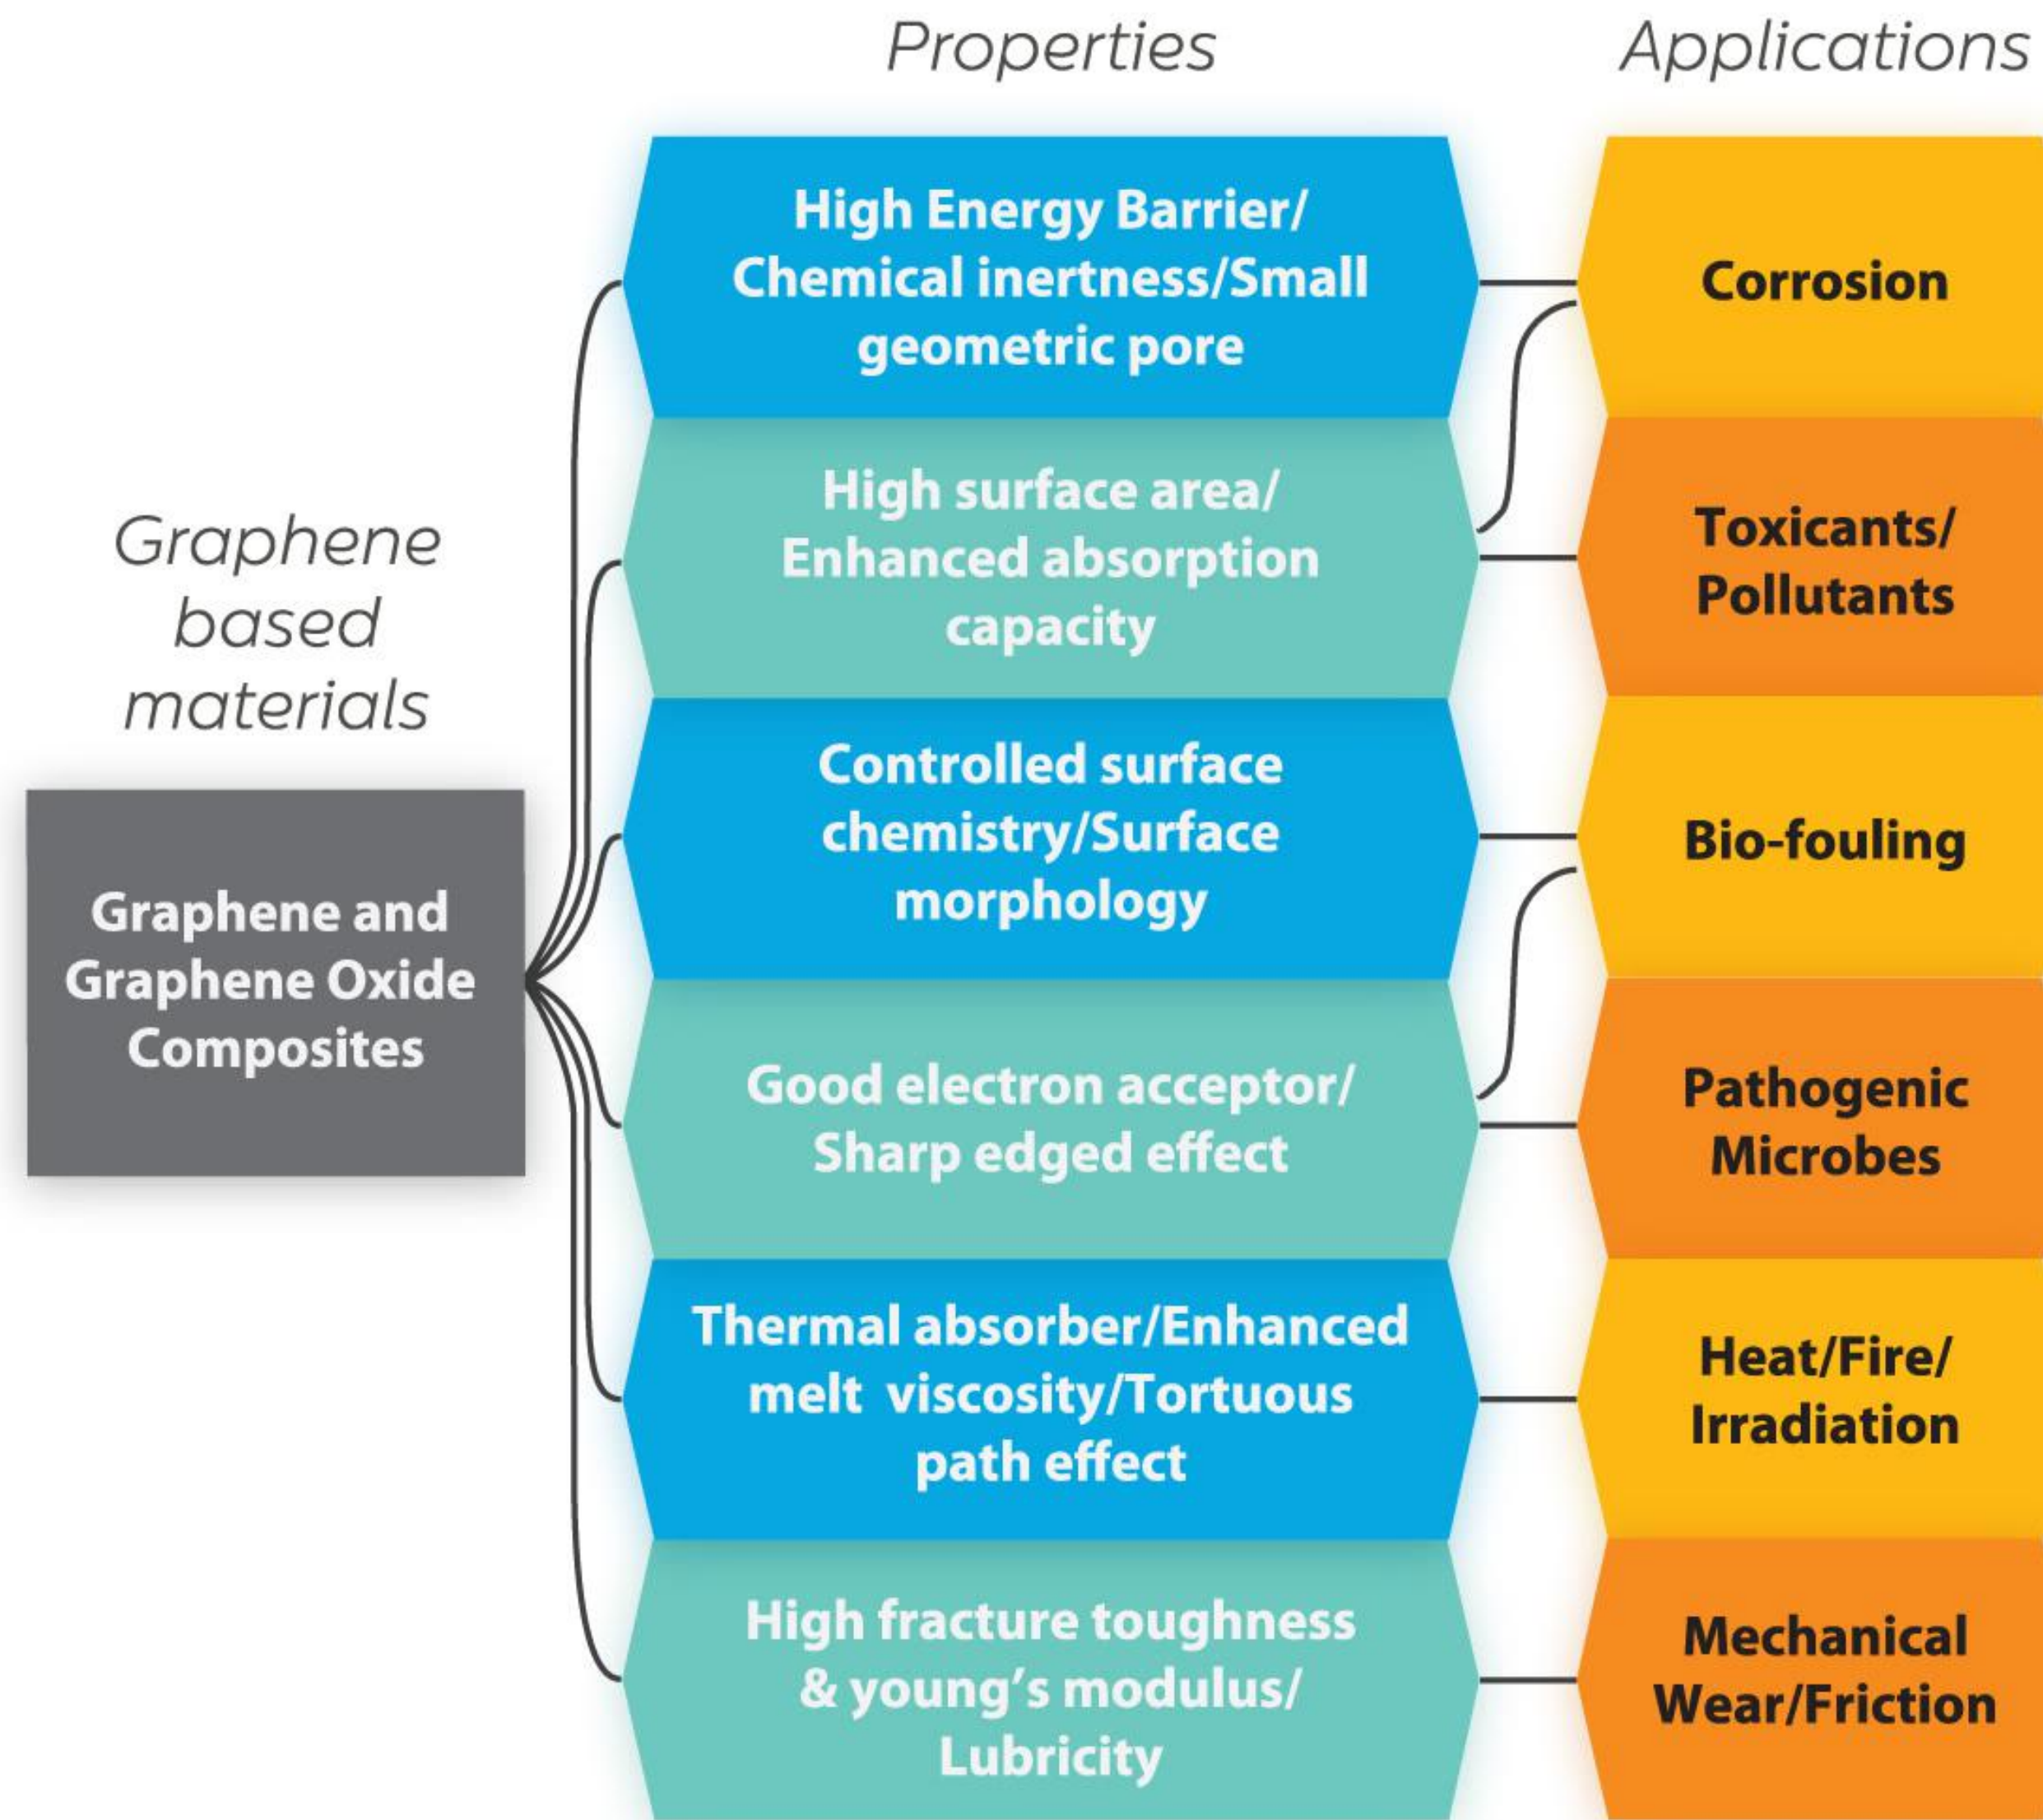 Properties
Applications
Graphene
based
materials
Graphene and
Graphene Oxide
Composites
High Energy Barrier/
Chemical inertness/Small
geometric pore
High surface area/
Enhanced absorption
capacity
Controlled surface
chemistry/Surface
morphology
Good electron acceptor/
Sharp edged effect
Thermal absorber/Enhanced
melt viscosity/Tortuous
path effect
High fracture toughness
& young's modulus/
Lubricity
Corrosion
Toxicants/
Pollutants
Bio-fouling
Pathogenic
Microbes
Heat/Fire/
Irradiation
Mechanical
Wear/Friction